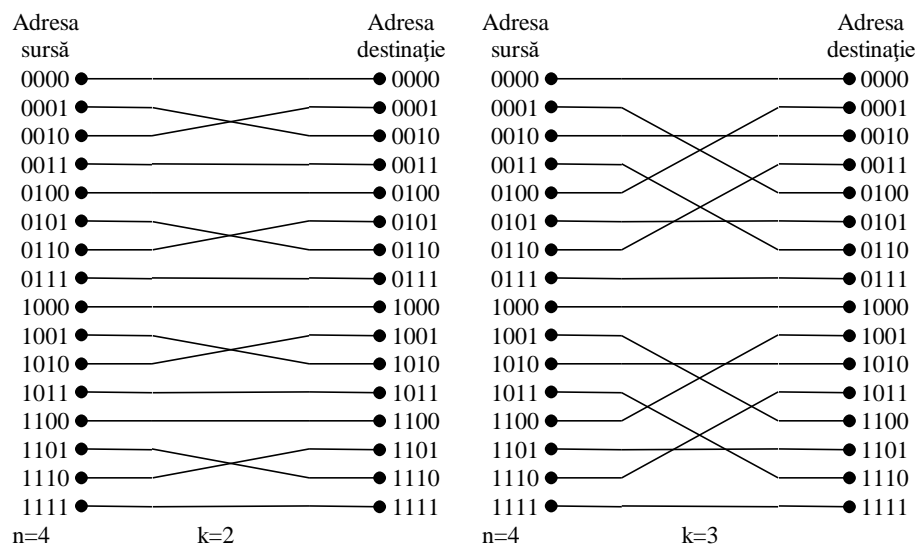 Adresa Adresa Adresa Adresa
sursă destinație sursă destinație
0000 0000 0000 0000
0001 0001 0001 0001
0010 0010 0010 0010
0011 0011 0011 0011
0100 0100 0100 0100
0101 0101 0101 0101
0110 0110 0110 0110
0111 0111 0111 0111
1000 1000 1000 1000
1001 1001 1001 1001
1010 1010 1010 1010
1011 1011 1011 1011
1100 1100 1100 1100
1101 1101 1101 1101
1110 1110 1110 1110
1111 1111 1111 1111
n=4 k=2 n=4 k=3